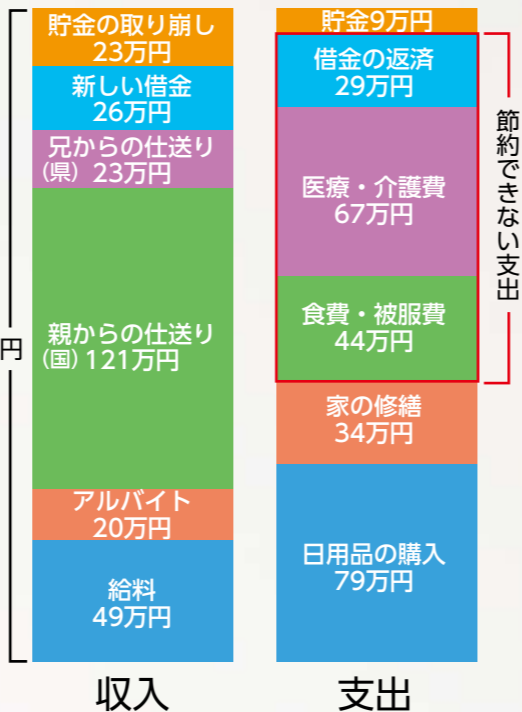 貯金の取り崩し
23万円
新しい借金
26万円
兄からの仕送り
(県) 23万円
親からの仕送り
(国) 121万円
アルバイト
20万円
給料
49万円
円
収入
貯金9万円
借金の返済
29万円
医療・介護費
67万円
食費・被服費
44万円
家の修繕
34万円
日用品の購入
79万円
支出
節約できない支出